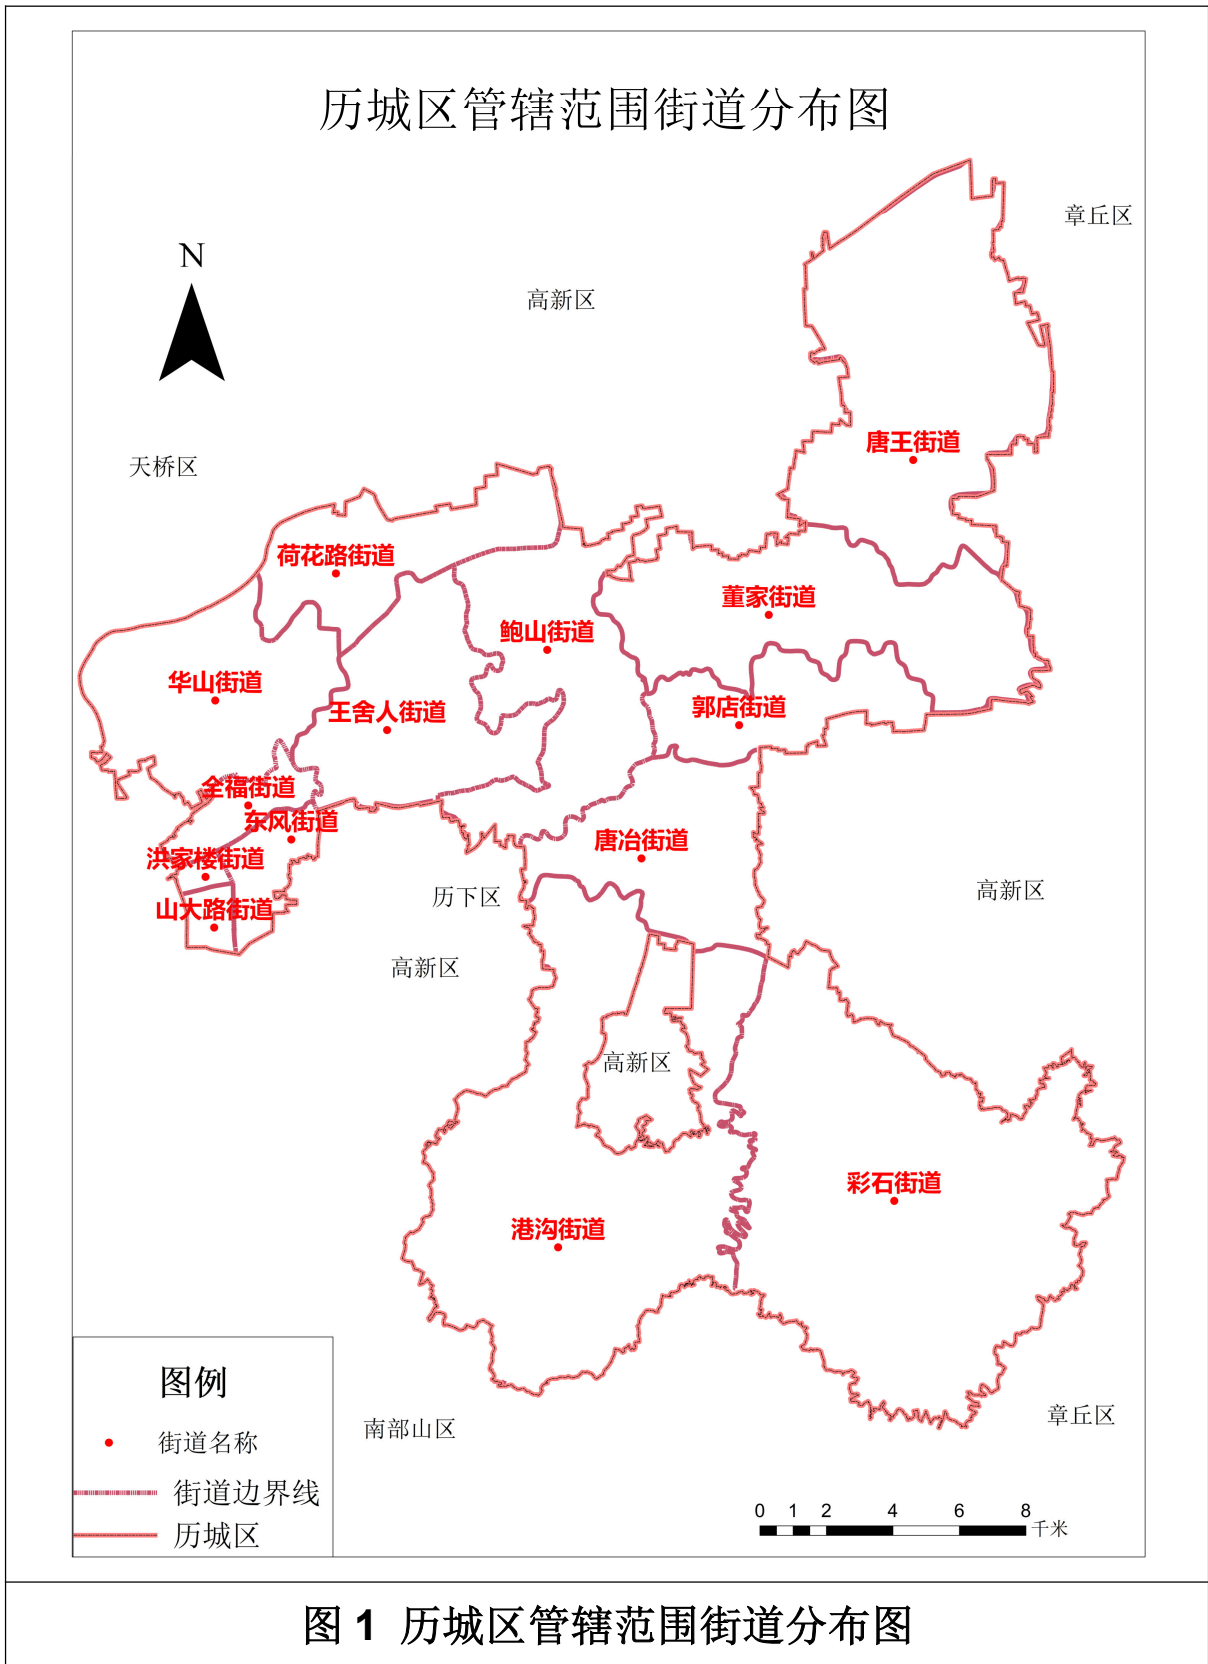 历城区管辖范围街道分布图
章丘区
N
高新区
唐王街道
天桥区
荷花路街道
董家街道
鲍山街道
华山街道
郭店街道
王舍人街道
全福街道
东风街道
唐冶街道
洪家楼街道
高新区
历下区
山大路街道
高新区
高新区
彩石街道
港沟街道
图例
章丘区
南部山区
街道名称
街道边界线
0 1 2 4 6 8
千米
历城区
图 1 历城区管辖范围街道分布图